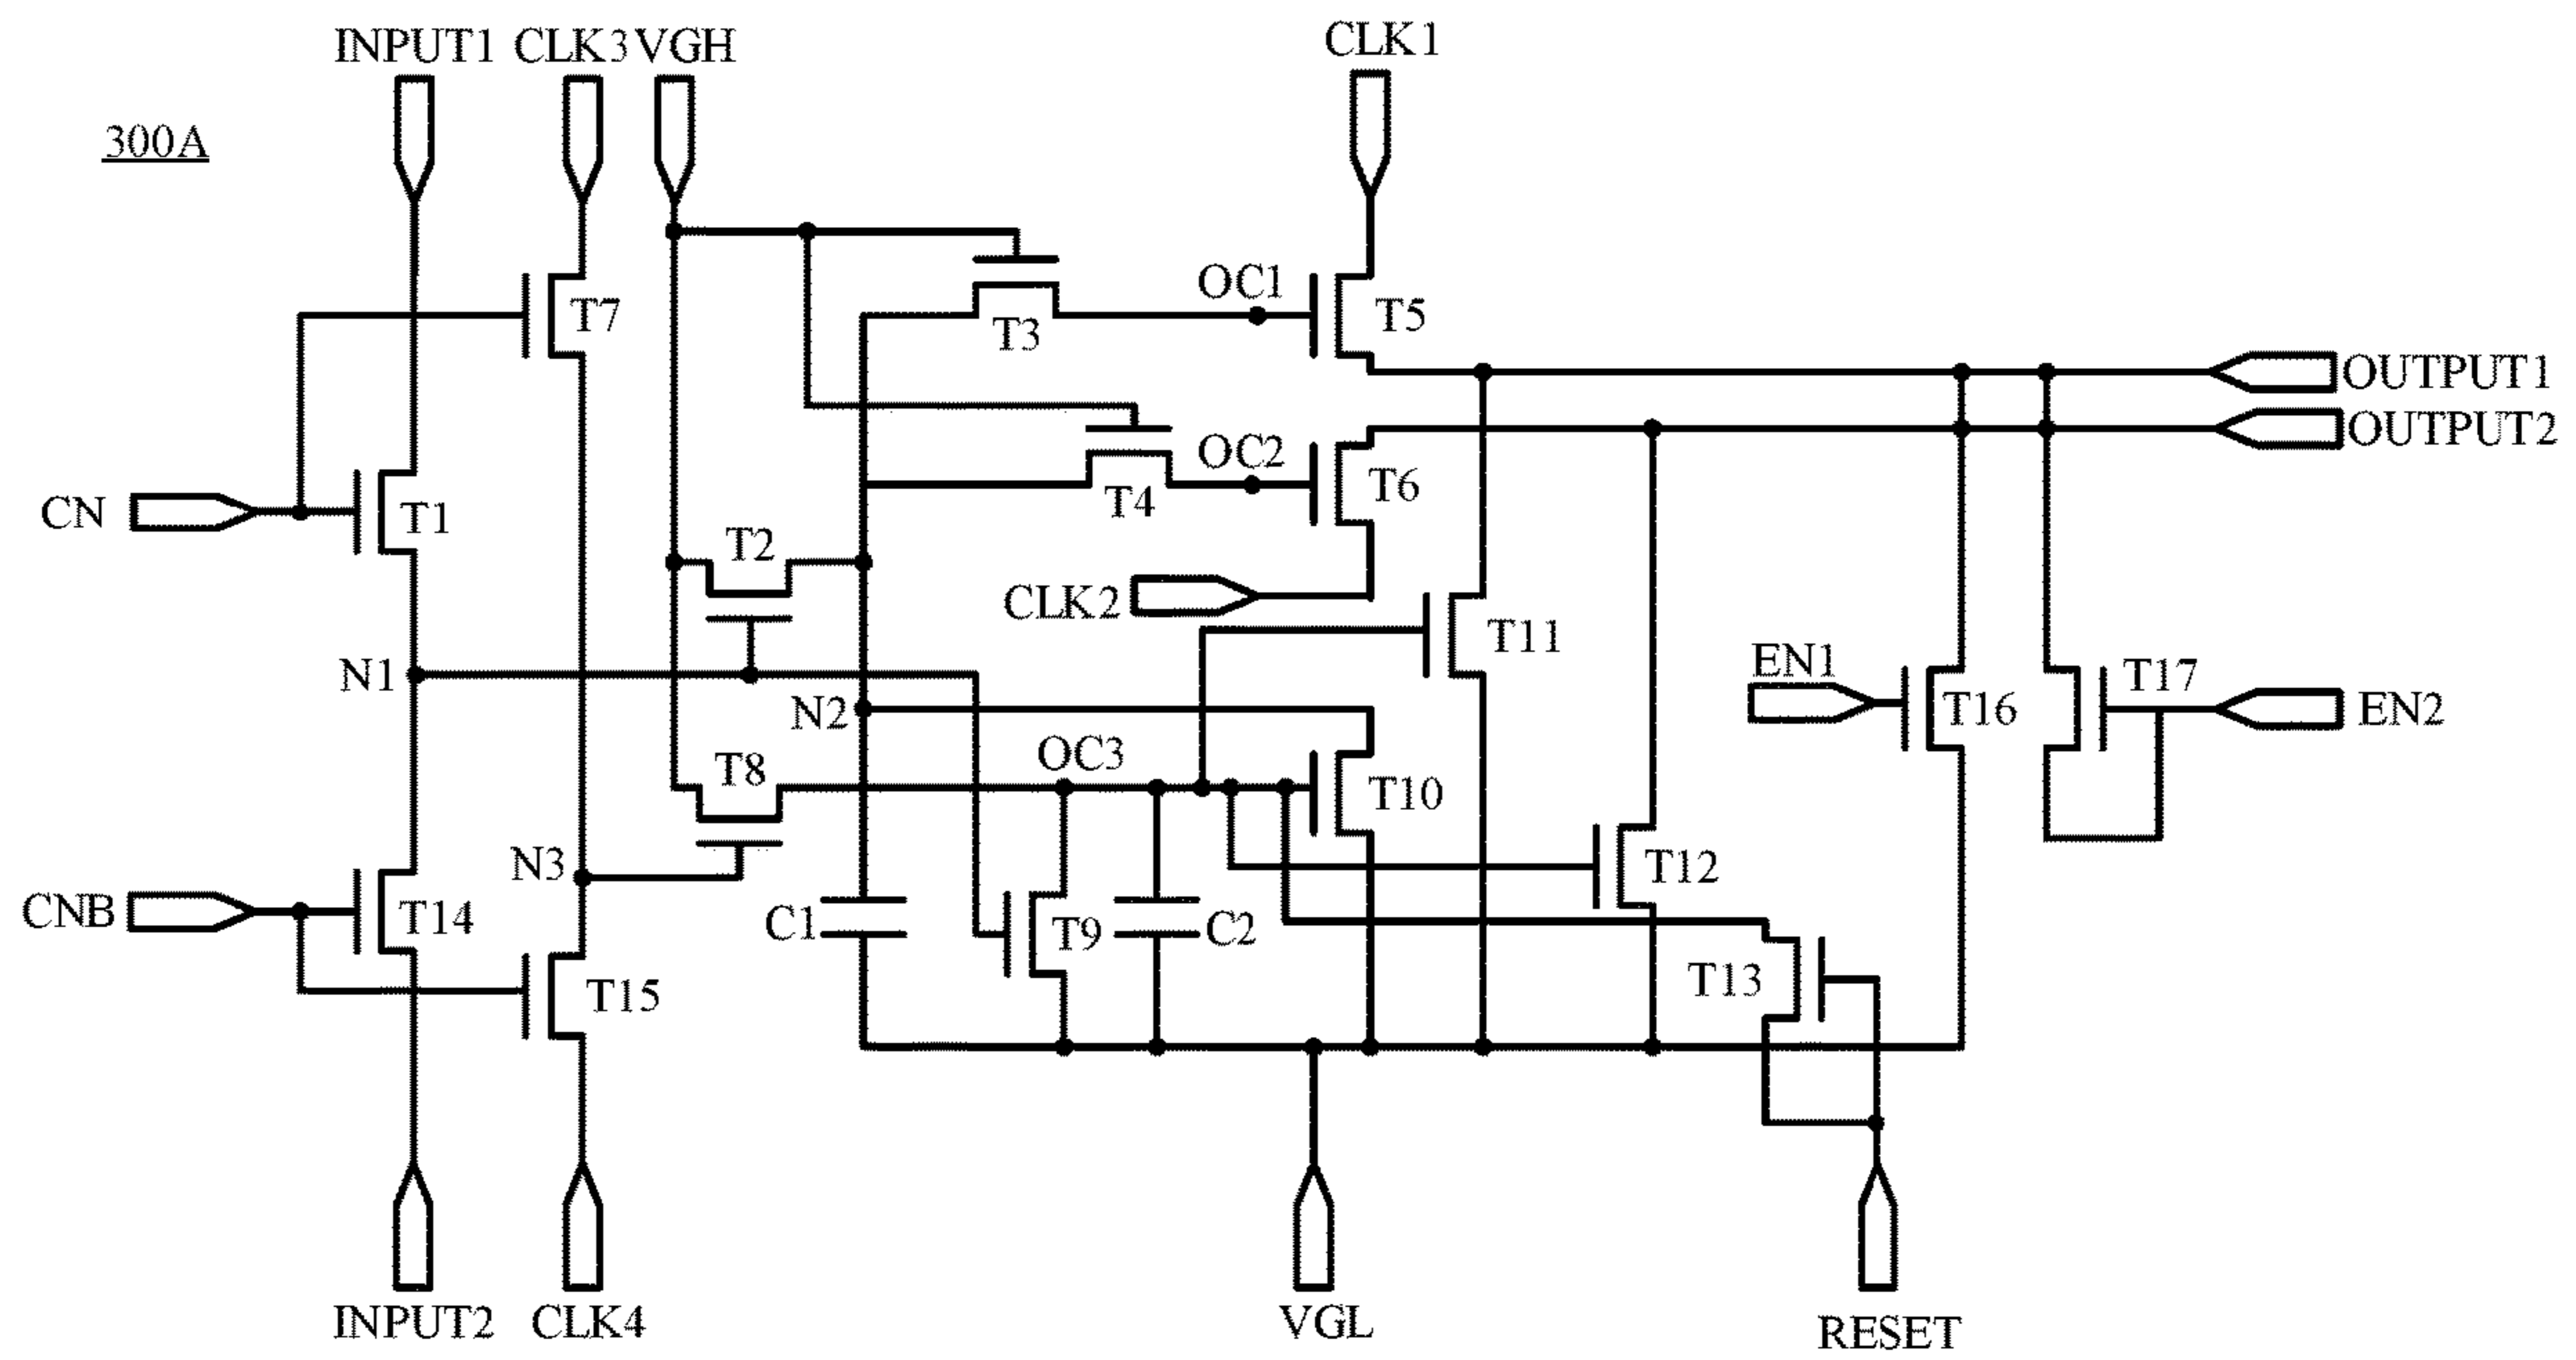 INPUT1 CLK3 VGH CLK1
300A
OC1
T7
T5
T3
OUTPUT1
OUTPUT2
OC2
T6
T4
CN
T1
T2
CLK2
T11
N1
EN1
T17
N2
T16
EN2
OC3
T8
T10
N3
T12
CNB
T14
C1
T9
C2
T13
T15
INPUT2 CLK4 VGL RESET